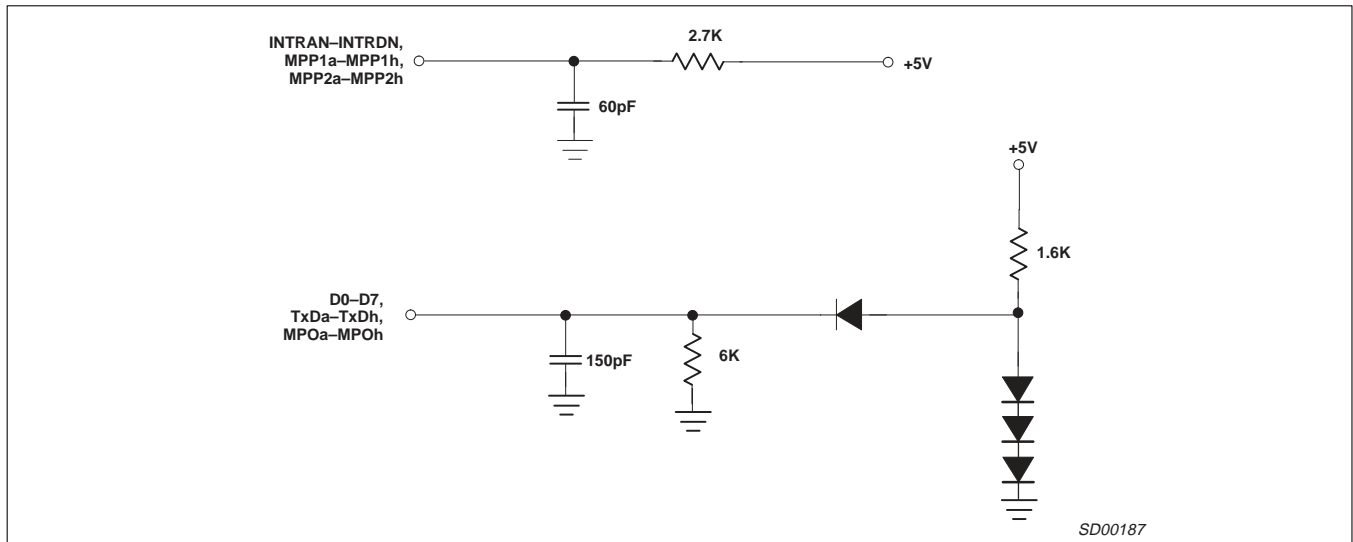 INTRAN–INTRDN,
MPP1a–MPP1h,
MPP2a–MPP2h
2.7K
+5V
60pF
+5V
1.6K
D0–D7,
TxDa–TxDh,
MPOa–MPOh
150pF
6K
SD00187